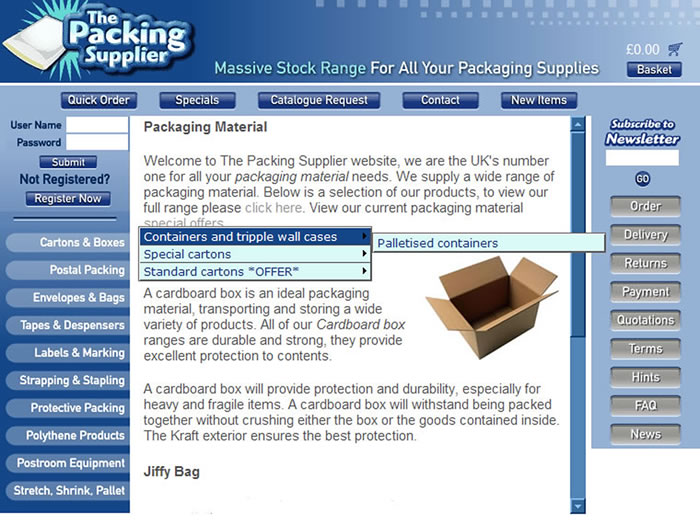 The
Packing
Supplier
Massive Stock Range For All Your Packaging Supplies
£0.00
Basket
Quick Order
Specials
Catalogue Request
Contact
New Items
User Name
Password
Submit
Not Registered?
Register Now
Cartons & Boxes
Postal Packing
Envelopes & Bags
Tapes & Despensers
Labels & Marking
Strapping & Stapling
Protective Packing
Polythene Products
Postroom Equipment
Stretch, Shrink, Pallet
Packaging Material
Welcome to The Packing Supplier website, we are the UK's number
one for all your packaging material needs. We supply a wide range of
packaging material. Below is a selection of our products, to view our
full range please click here. View our current packaging material
special offers
Containers and tripple wall cases
Palletised containers
Special cartons
Standard cartons *OFFER*
A cardboard box is an ideal packaging
material, transporting and storing a wide
variety of products. All of our Cardboard box
ranges are durable and strong, they provide
excellent protection to contents.
A cardboard box will provide protection and durability, especially for
heavy and fragile items. A cardboard box will withstand being packed
together without crushing either the box or the goods contained inside.
The Kraft exterior ensures the best protection.
Jiffy Bag
Subscribe to
Newsletter
GO
Order
Delivery
Returns
Payment
Quotations
Terms
Hints
FAQ
News